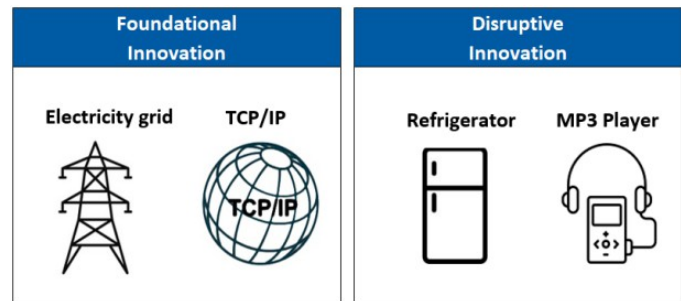 Foundational
Innovation
Electricity grid
TCP/IP
TCP/IP
Disruptive
Innovation
Refrigerator
MP3 Player